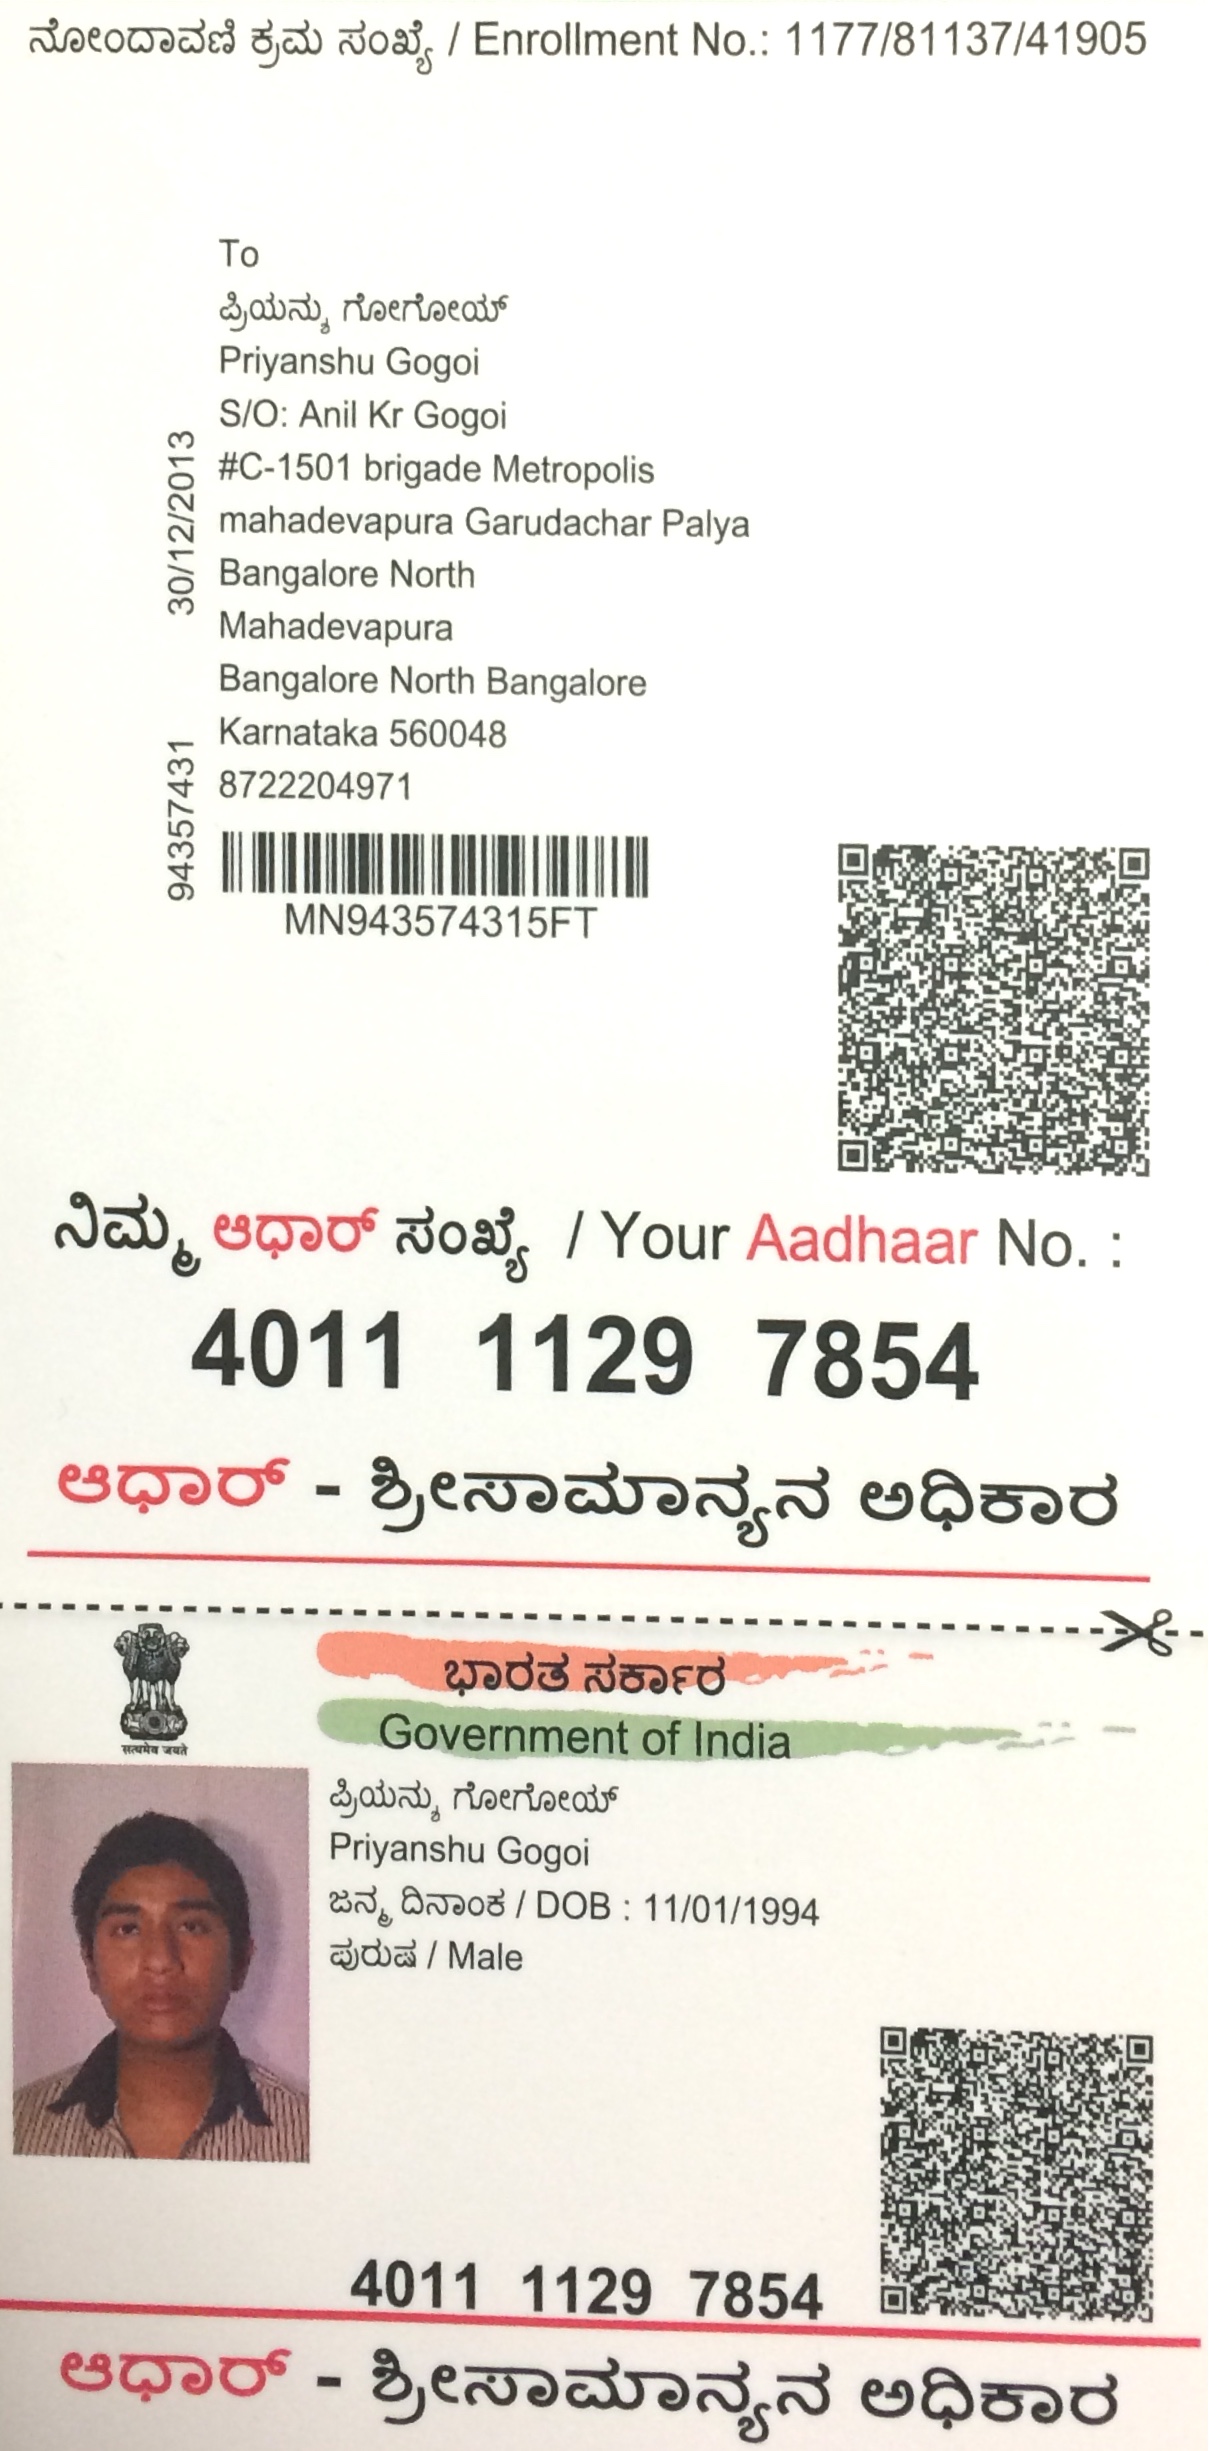 ನೋಂದಾವಣಿ ಕ್ರಮ ಸಂಖ್ಯೆ / Enrollment No.: 1177/81137/41905
To
ಪ್ರಿಯನ್ಶು ಗೋಗೋಯ್
Priyanshu Gogoi
S/O: Anil Kr Gogoi
#C-1501 brigade Metropolis
mahadevapura Garudachar Palya
Bangalore North
Mahadevapura
Bangalore North Bangalore
Karnataka 560048
8722204971
30/12/2013
94357431
MN943574315FT
ನಿಮ್ಮ ಆಧಾರ್ ಸಂಖ್ಯೆ / Your Aadhaar No. :
4011 1129 7854
ಆಧಾರ್ - ಶ್ರೀಸಾಮಾನ್ಯನ ಅಧಿಕಾರ
सत्यमेव जयते
ಭಾರತ ಸರ್ಕಾರ
Government of India
ಪ್ರಿಯನ್ಶು ಗೋಗೋಯ್
Priyanshu Gogoi
ಜನ್ಮ ದಿನಾಂಕ / DOB : 11/01/1994
ಪುರುಷ / Male
4011 1129 7854
ಆಧಾರ್ - ಶ್ರೀಸಾಮಾನ್ಯನ ಅಧಿಕಾರ